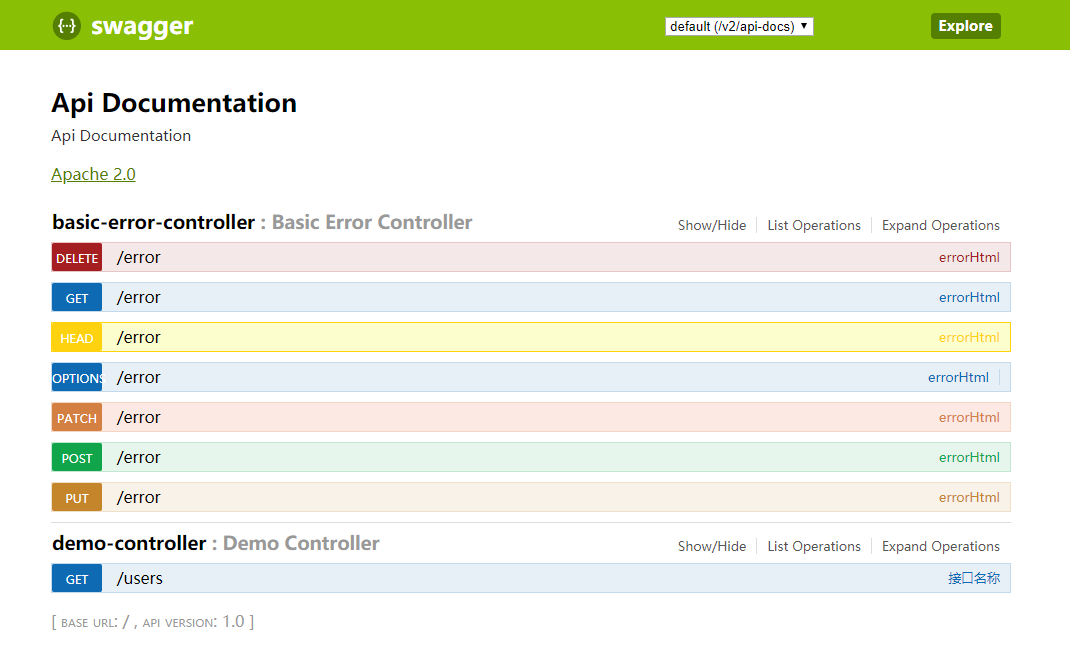 {···} swagger default (/v2/api-docs) ▼ Explore
Api Documentation
Api Documentation
Apache 2.0
basic-error-controller : Basic Error Controller Show/Hide List Operations Expand Operations
DELETE /error errorHtml
GET /error errorHtml
HEAD /error errorHtml
OPTIONS /error errorHtml
PATCH /error errorHtml
POST /error errorHtml
PUT /error errorHtml
demo-controller : Demo Controller Show/Hide List Operations Expand Operations
GET /users 接口名称
[ BASE URL: / , API VERSION: 1.0 ]